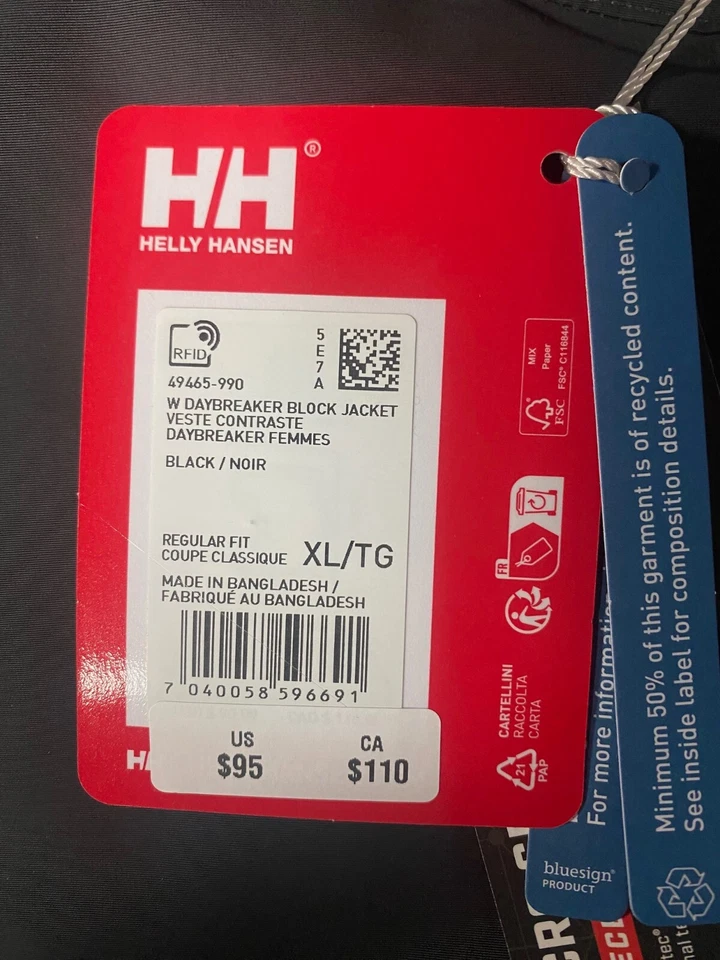 HH®
HELLY HANSEN
RFID
5
E
7
A
49465-990
W DAYBREAKER BLOCK JACKET
VESTE CONTRASTE
DAYBREAKER FEMMES
BLACK / NOIR
REGULAR FIT
COUPE CLASSIQUE XL/TG
MADE IN BANGLADESH /
FABRIQUÉ AU BANGLADESH
7 040058 596691
US
$95
CA
$110
MIX
Paper
FSC® C116844
FSC
FR
CARTELLINI
RACCOLTA
CARTA
21
PAP
For more information
bluesign®
PRODUCT
Minimum 50% of this garment is of recycled content.
See inside label for composition details.